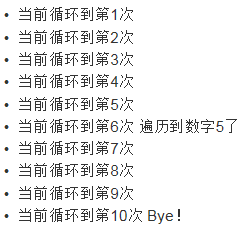 • 当前循环到第1次
• 当前循环到第2次
• 当前循环到第3次
• 当前循环到第4次
• 当前循环到第5次
• 当前循环到第6次 遍历到数字5了
• 当前循环到第7次
• 当前循环到第8次
• 当前循环到第9次
• 当前循环到第10次 Bye！